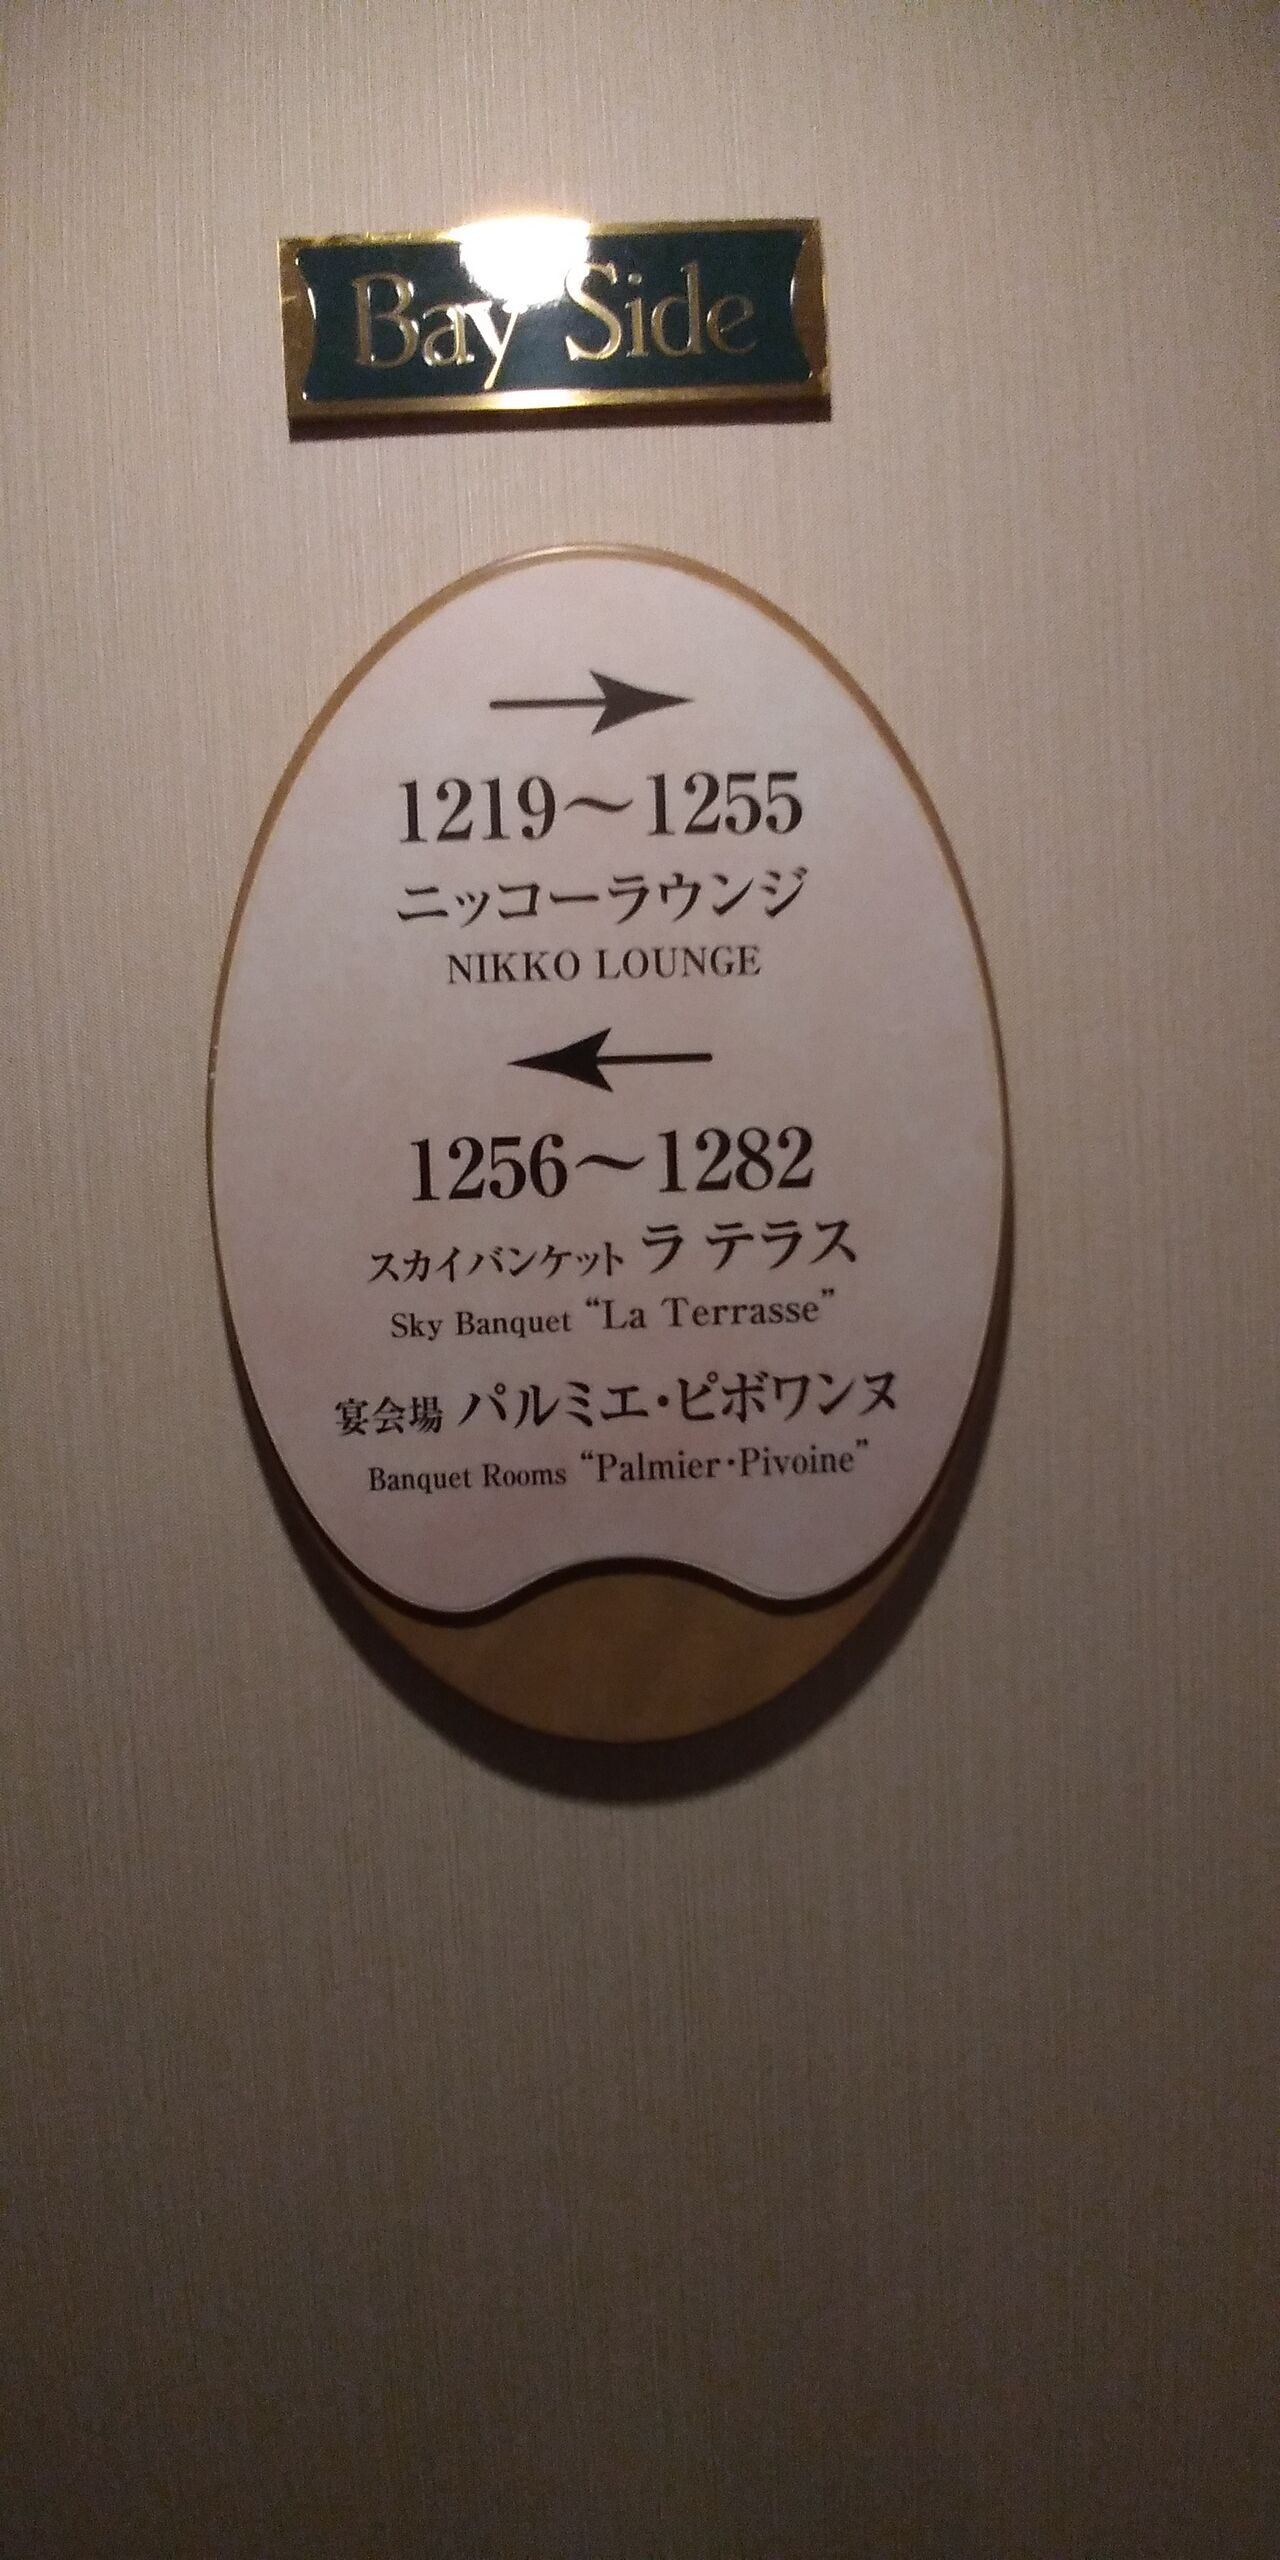 Bay Side
→
1219〜1255
ニッコーラウンジ
NIKKO LOUNGE
←
1256〜1282
スカイバンケット ラ テラス
Sky Banquet “La Terrasse”
宴会場 パルミエ・ピボワンヌ
Banquet Rooms “Palmier・Pivoine”